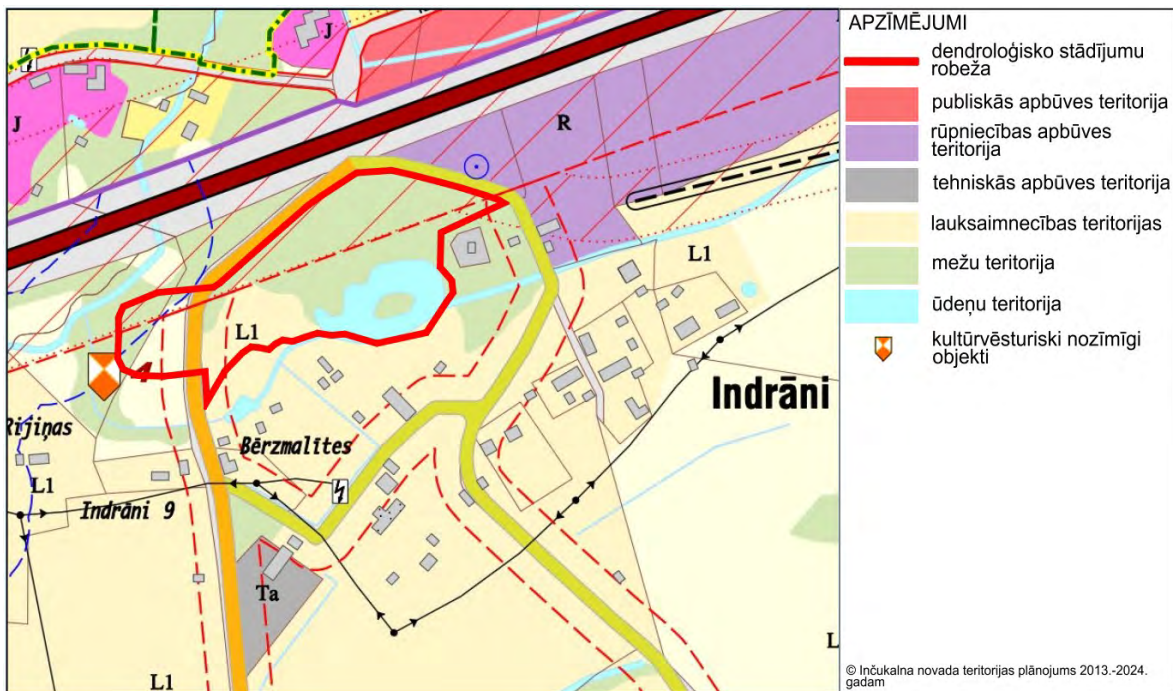 J
J
R
L1
L1
4
Rijiņas
Bērzmalītes
Indrāni
L1
Indrāni 9
Ta
L
L1
APZĪMĒJUMI
dendroloģisko stādījumu
robeža
publiskās apbūves teritorija
rūpniecības apbūves
teritorija
tehniskās apbūves teritorija
lauksaimnecības teritorijas
mežu teritorija
ūdeņu teritorija
kultūrvēsturiski nozīmīgi
objekti
© Inčukalna novada teritorijas plānojums 2013.-2024.
gadam